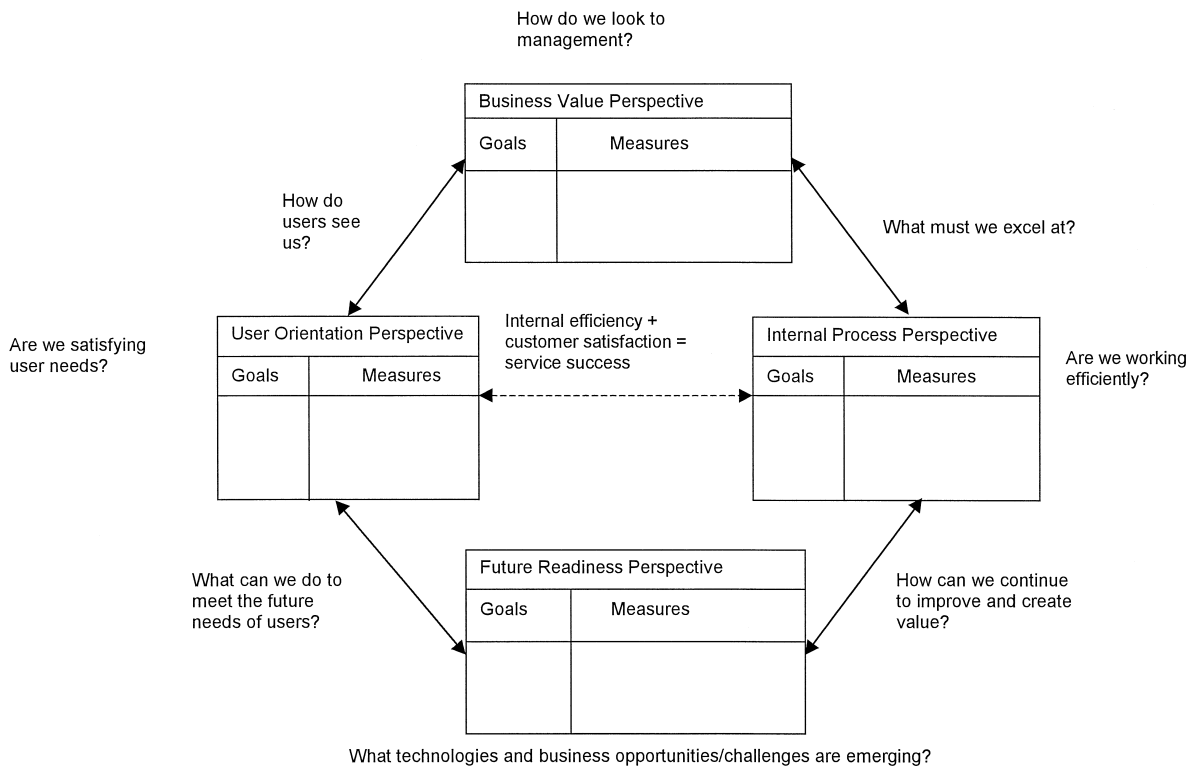 How do we look to
management?
Business Value Perspective
Goals
Measures
How do
users see
us?
What must we excel at?
Are we satisfying
user needs?
User Orientation Perspective
Goals
Measures
Internal efficiency +
customer satisfaction =
service success
Internal Process Perspective
Goals
Measures
Are we working
efficiently?
What can we do to
meet the future
needs of users?
Future Readiness Perspective
Goals
Measures
How can we continue
to improve and create
value?
What technologies and business opportunities/challenges are emerging?